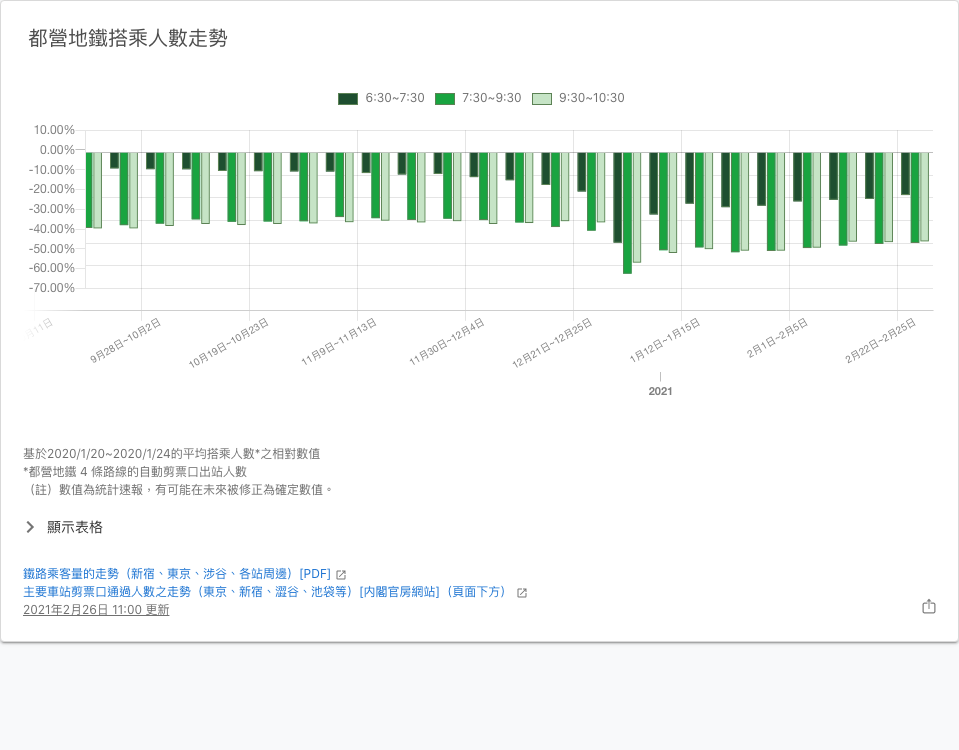 都營地鐵搭乘人數走勢
6:30~7:30 7:30~9:30 9:30~10:30
10.00%
0.00%
-10.00%
-20.00%
-30.00%
-40.00%
-50.00%
-60.00%
-70.00%
9月28日~10月2日
10月19日~10月23日
11月9日~11月13日
11月30日~12月4日
12月21日~12月25日
1月12日~1月15日
2月1日~2月5日
2月22日~2月25日
2021
基於2020/1/20~2020/1/24的平均搭乘人數*之相對數值
*都營地鐵 4 條路線的自動剪票口出站人數
（註）數值為統計速報，有可能在未來被修正為確定數值。
顯示表格
鐵路乘客量的走勢（新宿、東京、涉谷、各站周邊）[PDF]
主要車站剪票口通過人數之走勢（東京、新宿、澀谷、池袋等）[内閣官房網站]（頁面下方）
2021年2月26日 11:00 更新